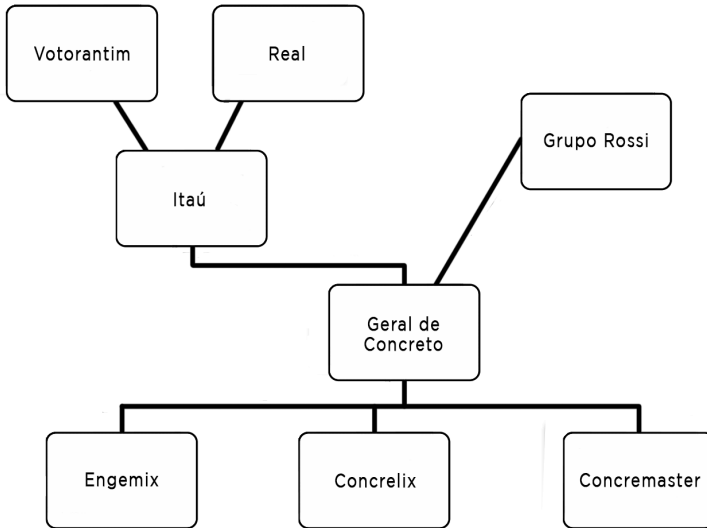 Votorantim
Real
Grupo Rossi
Itaú
Geral de
Concreto
Engemix
Concrelix
Concremaster